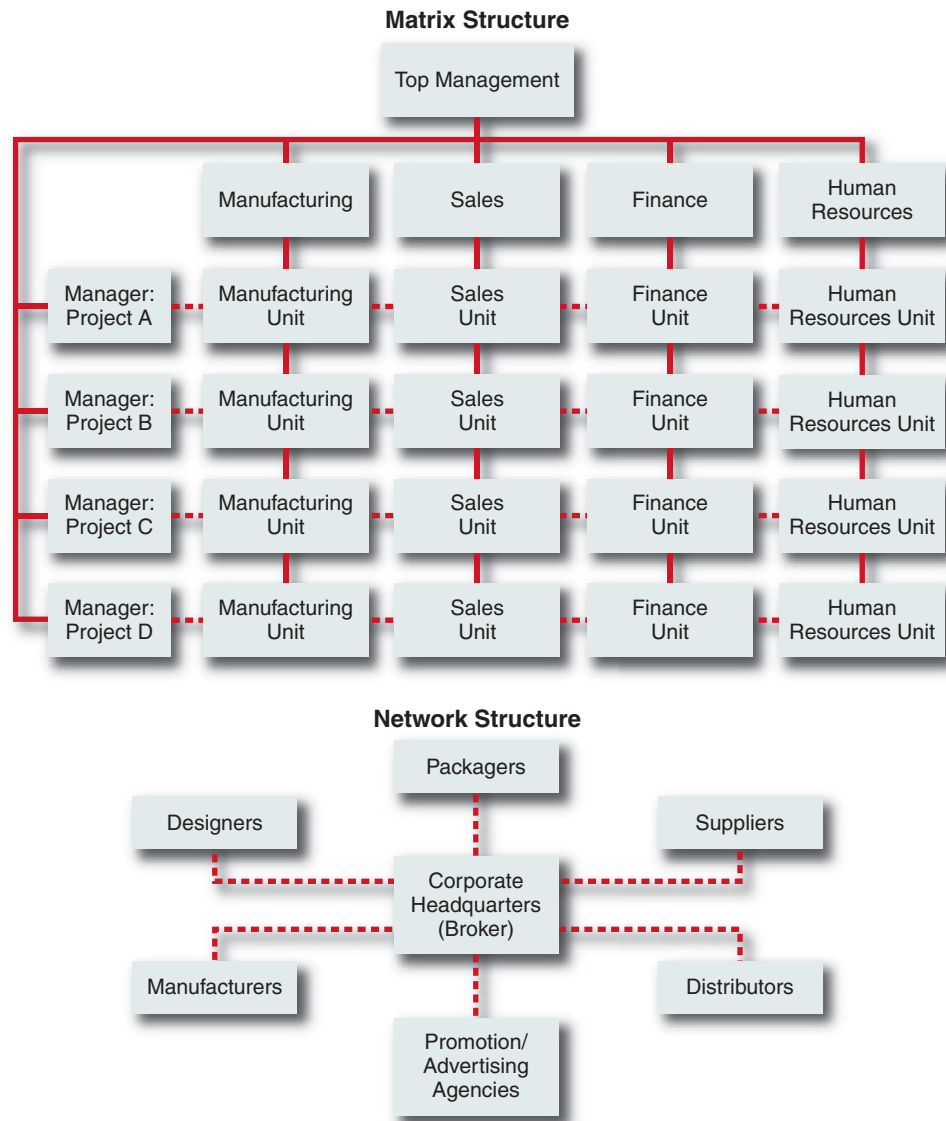 Matrix Structure
Top Management
Manufacturing
Sales
Finance
Human
Resources
Manager:
Project A
Manufacturing
Unit
Sales
Unit
Finance
Unit
Human
Resources Unit
Manager:
Project B
Manufacturing
Unit
Sales
Unit
Finance
Unit
Human
Resources Unit
Manager:
Project C
Manufacturing
Unit
Sales
Unit
Finance
Unit
Human
Resources Unit
Manager:
Project D
Manufacturing
Unit
Sales
Unit
Finance
Unit
Human
Resources Unit
Network Structure
Packagers
Designers
Suppliers
Corporate
Headquarters
(Broker)
Manufacturers
Distributors
Promotion/
Advertising
Agencies